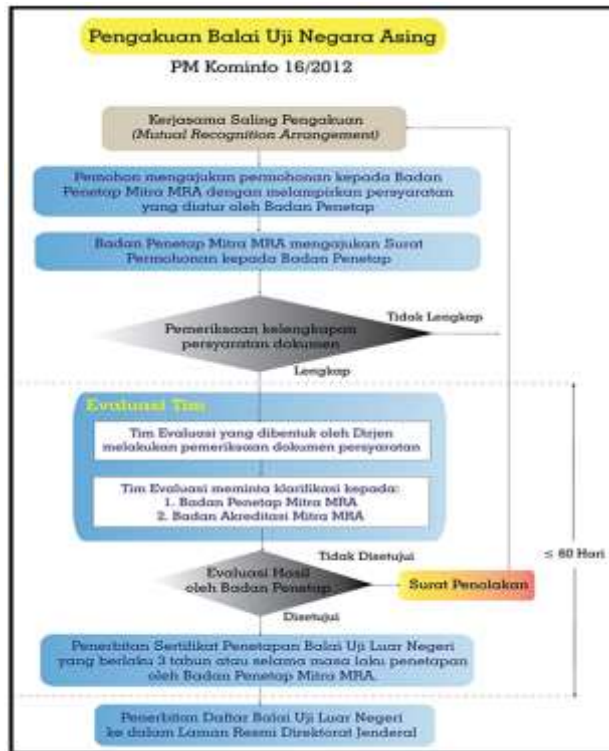 Pengakuan Balai Uji Negara Asing
PM Kominfo 16/2012
Kerjasama Saling Pengakuan
(Mutual Recognition Arrangement)
Pemohon mengajukan permohonan kepada Badan
Penetap Mitra MRA dengan melampirkan persyaratan
yang diatur oleh Badan Penetap
Badan Penetap Mitra MRA mengajukan Surat
Permohonan kepada Badan Penetap
Pemeriksaan kelengkapan
persyaratan dokumen
Tidak Lengkap
Lengkap
Evaluasi Tim
Tim Evaluasi yang dibentuk oleh Dirjen
melakukan pemeriksaan dokumen persyaratan
Tim Evaluasi meminta klarifikasi kepada:
1. Badan Penetap Mitra MRA
2. Badan Akreditasi Mitra MRA
Evaluasi Hasil
oleh Badan Penetap
Tidak Disetujui
Surat Penolakan
≤ 60 Hari
Disetujui
Penerbitan Sertifikat Penetapan Balai Uji Luar Negeri
yang berlaku 3 tahun atau selama masa laku penetapan
oleh Badan Penetap Mitra MRA.
Penerbitan Daftar Balai Uji Luar Negeri
ke dalam Laman Resmi Direktorat Jenderal